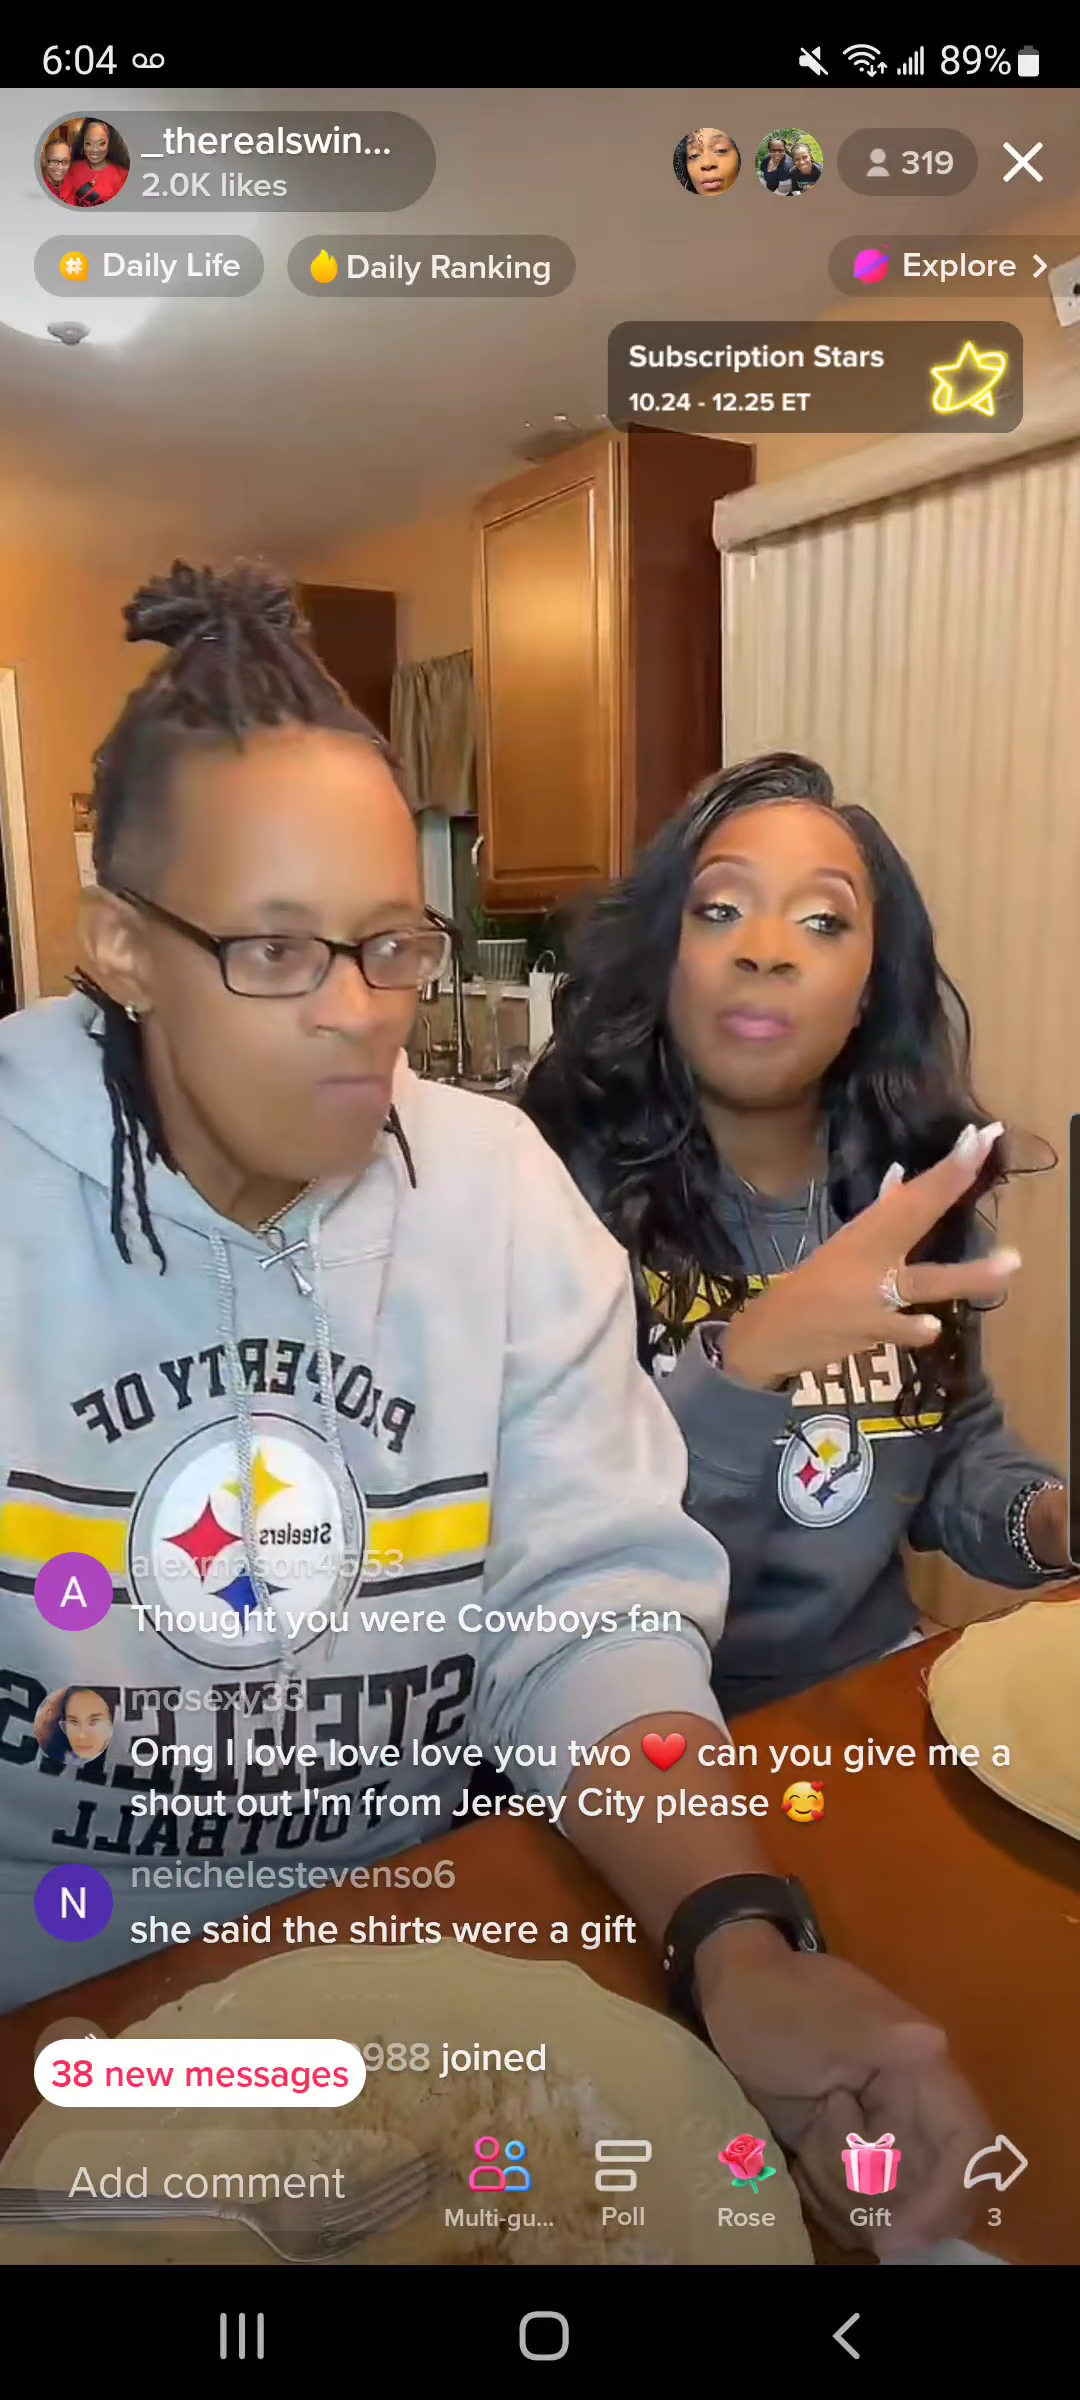 6:04
89%
_therealswin...
2.0K likes
319
Daily Life
Daily Ranking
Explore >
Subscription Stars
10.24 - 12.25 ET
PROPERTY OF
Steelers
STEELERS
FOOTBALL
alexmason4553
A
Thought you were Cowboys fan
mosexy33
Omg I love love love you two ❤️ can you give me a
shout out I'm from Jersey City please 🥰
neichelestevenso6
N
she said the shirts were a gift
988 joined
38 new messages
Add comment
Multi-gu...
Poll
Rose
Gift
3